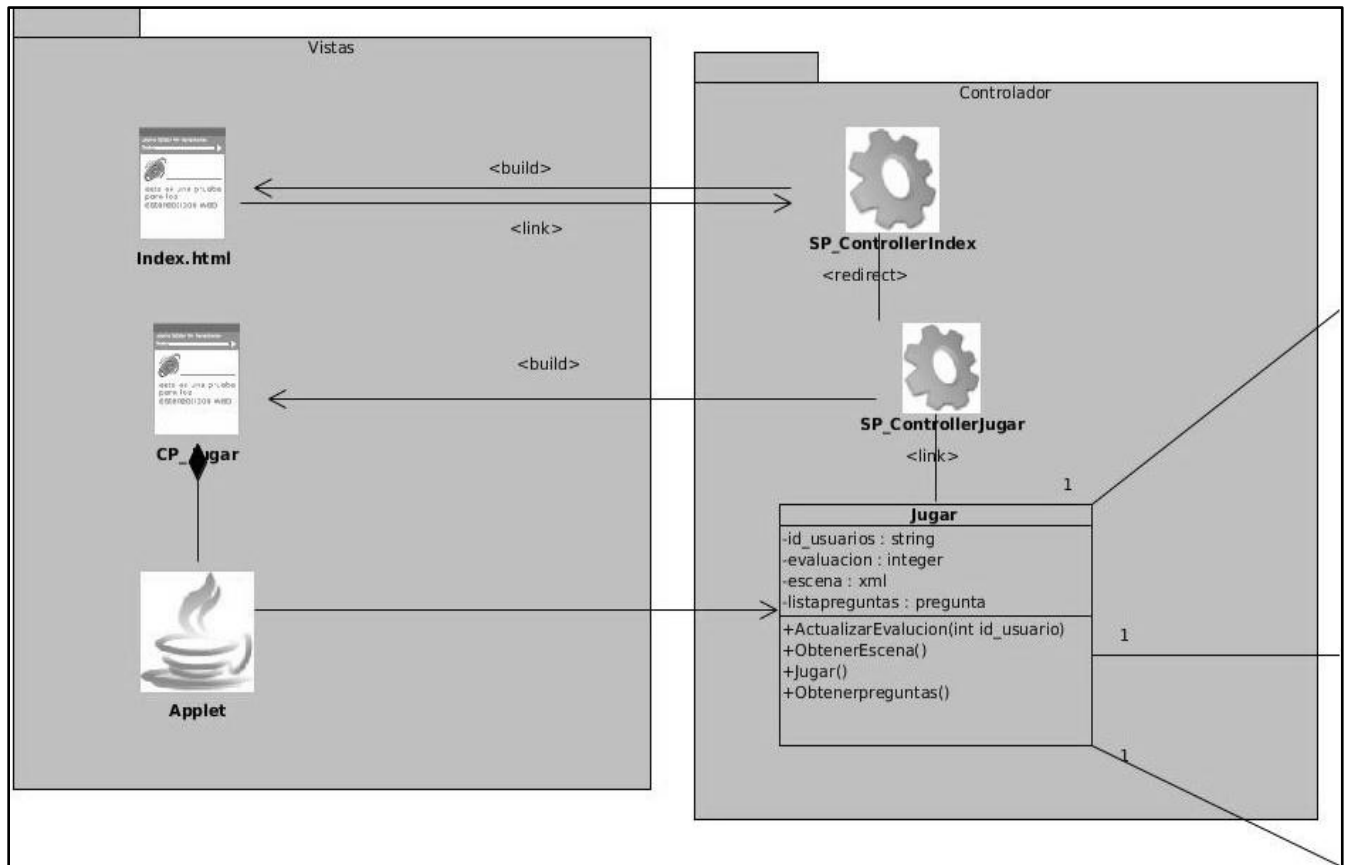 Vistas
Controlador
<build>
<link>
Index.html
SP_ControllerIndex
<redirect>
<build>
CP_Jugar
SP_ControllerJugar
<link>
1
Jugar
-id_usuarios : string
-evaluacion : integer
-escena : xml
-listapreguntas : pregunta
+ActualizarEvalucion(int id_usuario)
+ObtenerEscena()
+Jugar()
+Obtenerpreguntas()
1
1
Applet